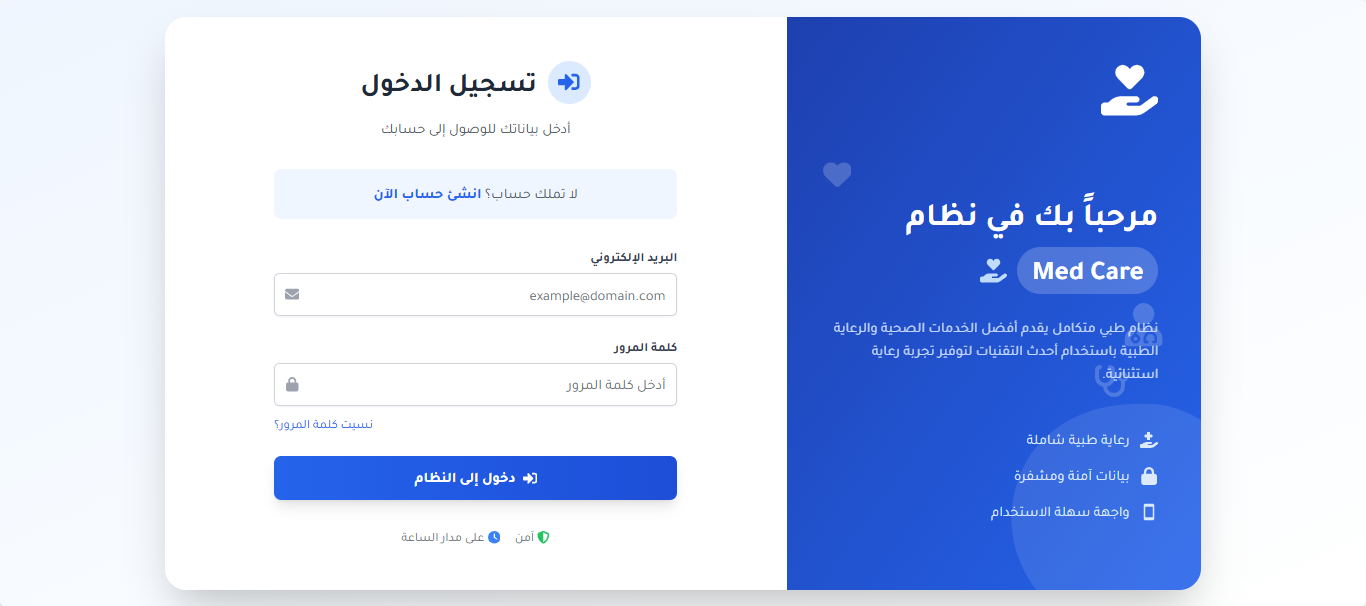 مرحباً بك في نظام
Med Care
نظام طبي متكامل يقدم أفضل الخدمات الصحية والرعاية
الطبية باستخدام أحدث التقنيات لتوفير تجربة رعاية
استثنائية.
رعاية طبية شاملة
بيانات آمنة ومشفرة
واجهة سهلة الاستخدام
تسجيل الدخول
أدخل بياناتك للوصول إلى حسابك
لا تملك حساب؟ انشئ حساب الآن
البريد الإلكتروني
example@domain.com
كلمة المرور
أدخل كلمة المرور
نسيت كلمة المرور؟
دخول إلى النظام
آمن على مدار الساعة